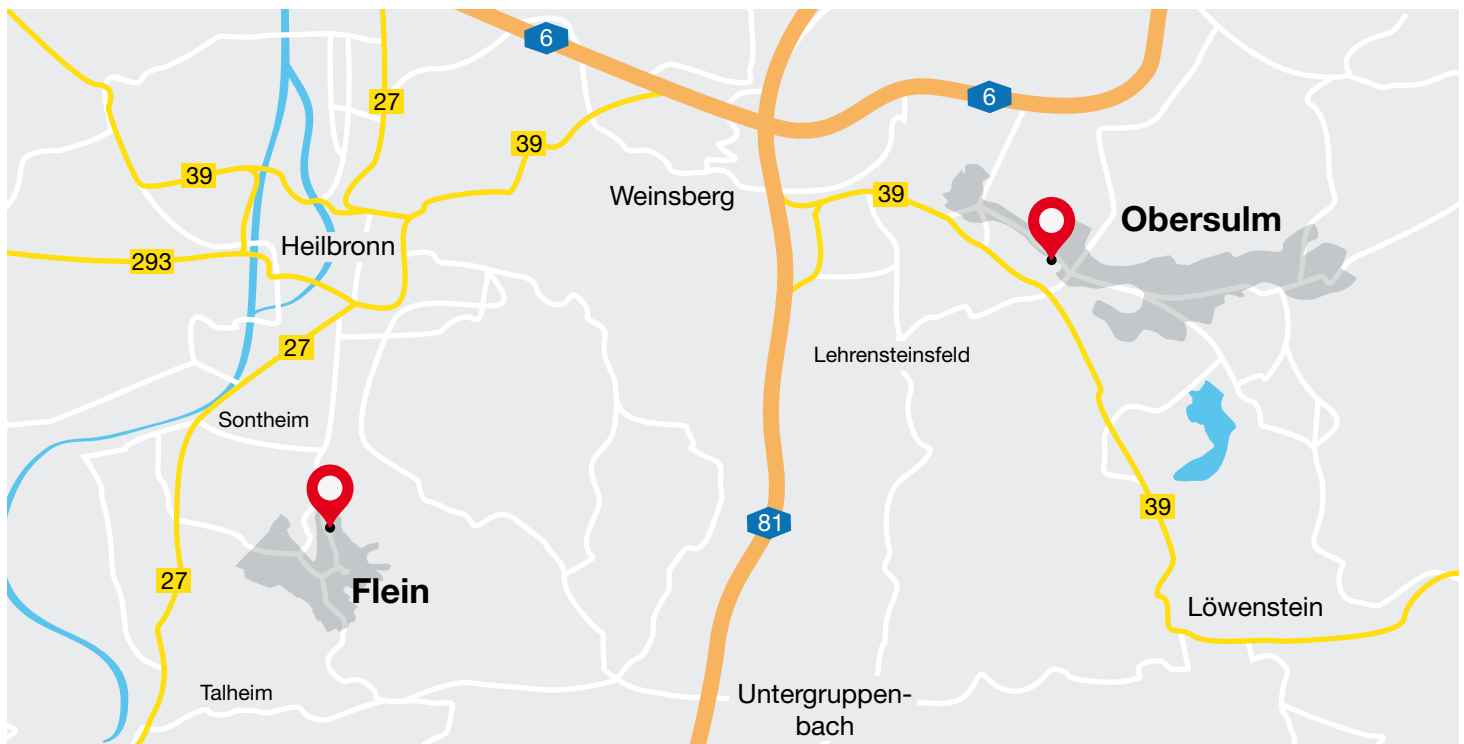 6
27
6
39
39
Weinsberg
39
Obersulm
Heilbronn
293
27
Lehrensteinsfeld
Sontheim
39
81
27
Flein
Löwenstein
Talheim
Untergruppen-
bach